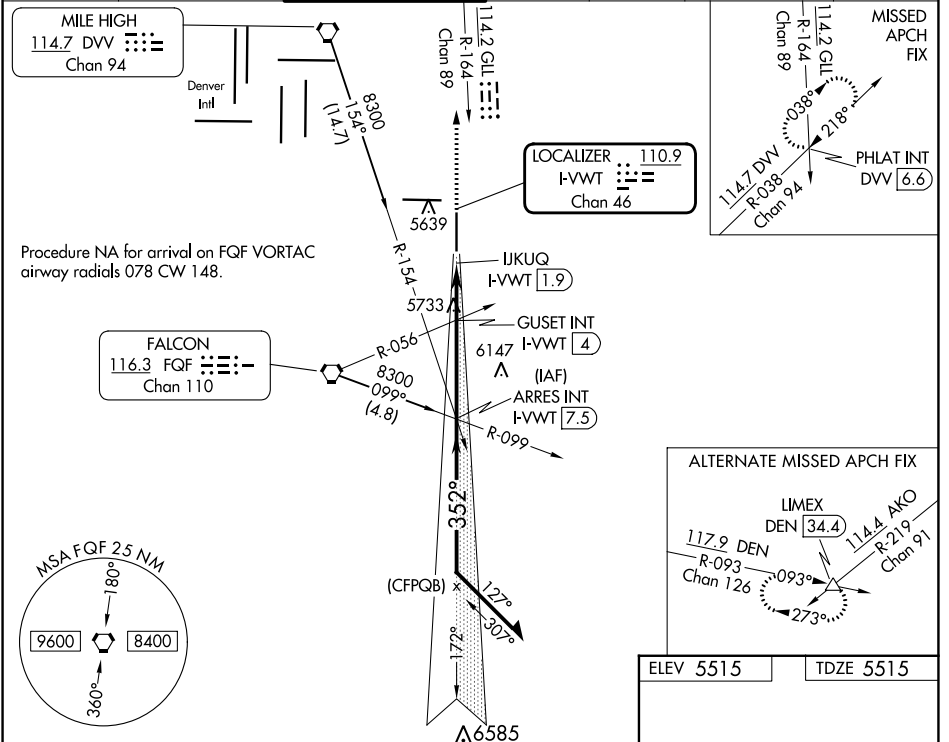 MILE HIGH
114.7 DVV
Chan 94
Denver
Intl
8300
154°
(14.7)
114.2 GLL
R-164
Chan 89
MISSED
APCH
FIX
114.2 GLL
R-164
Chan 89
038°
218°
114.7 DVV
R-038
Chan 94
PHLAT INT
DVV 6.6
LOCALIZER 110.9
I-VWT
Chan 46
5639
Procedure NA for arrival on FQF VORTAC
airway radials 078 CW 148.
R-154
IJKUQ
I-VWT 1.9
5733
GUSET INT
I-VWT 4
R-056
6147
(IAF)
ARRES INT
I-VWT 7.5
FALCON
116.3 FQF
Chan 110
8300
099°
(4.8)
R-099
352°
(CFPQB) x
127°
307°
172°
6585
MSA FQF 25 NM
180°
9600
8400
360°
ALTERNATE MISSED APCH FIX
LIMEX
DEN 34.4
117.9 DEN
R-093
Chan 126
093°
273°
114.4 AKO
R-219
Chan 91
ELEV 5515
TDZE 5515